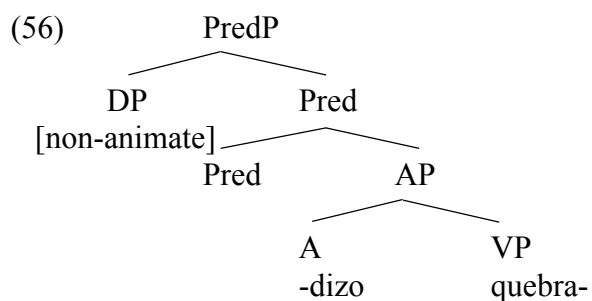 (56) PredP
DP Pred
[non-animate]
Pred AP
A VP
-dizo quebra-